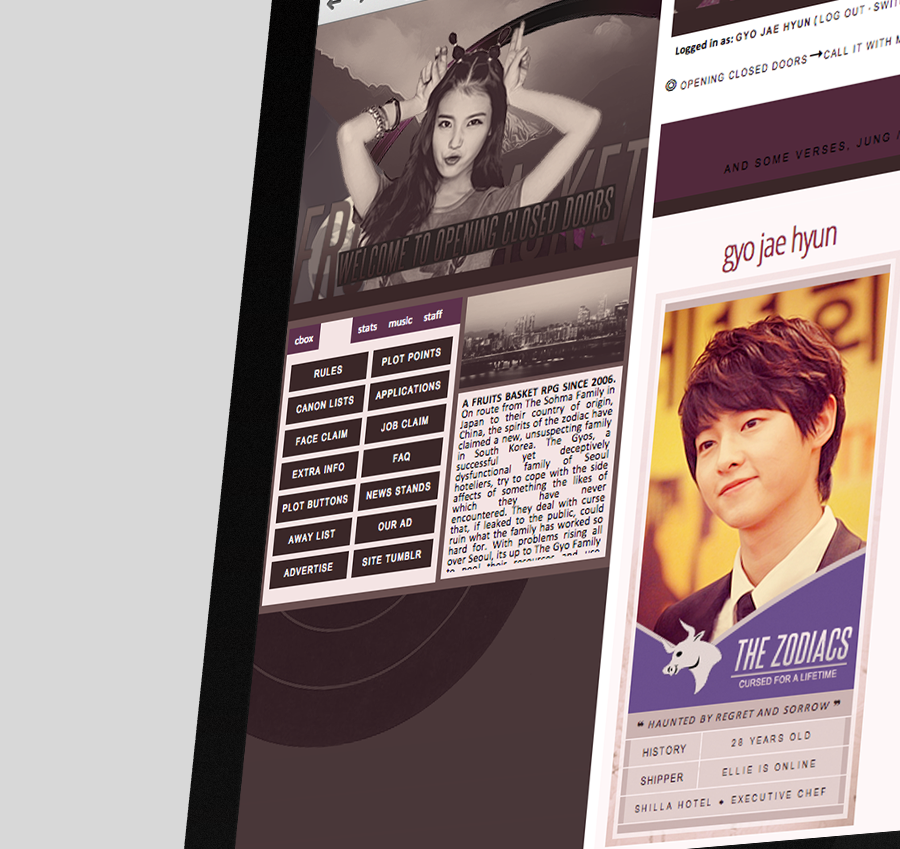 WELCOME TO OPENING CLOSED DOORS
cbox
stats music staff
RULES
PLOT POINTS
CANON LISTS
APPLICATIONS
FACE CLAIM
JOB CLAIM
EXTRA INFO
FAQ
PLOT BUTTONS
NEWS STANDS
AWAY LIST
OUR AD
ADVERTISE
SITE TUMBLR
A FRUITS BASKET RPG SINCE 2006.
On route from The Sohma Family in
Japan to their country of origin,
China, the spirits of the zodiac have
claimed a new, unsuspecting family
in South Korea. The Gyos, a
successful yet deceptively
dysfunctional family of Seoul
hoteliers, try to cope with the side
affects of something the likes of
which they have never
encountered. They deal with curse
that, if leaked to the public, could
ruin what the family has worked so
hard for. With problems rising all
over Seoul, its up to The Gyo Family
to pool their resources and use
Logged in as: GYO JAE HYUN (LOG OUT · SWIT
OPENING CLOSED DOORS → CALL IT WITH M
AND SOME VERSES, JUNG
gyo jae hyun
THE ZODIACS
CURSED FOR A LIFETIME
❝ HAUNTED BY REGRET AND SORROW ❞
HISTORY
28 YEARS OLD
SHIPPER
ELLIE IS ONLINE
SHILLA HOTEL ♦ EXECUTIVE CHEF